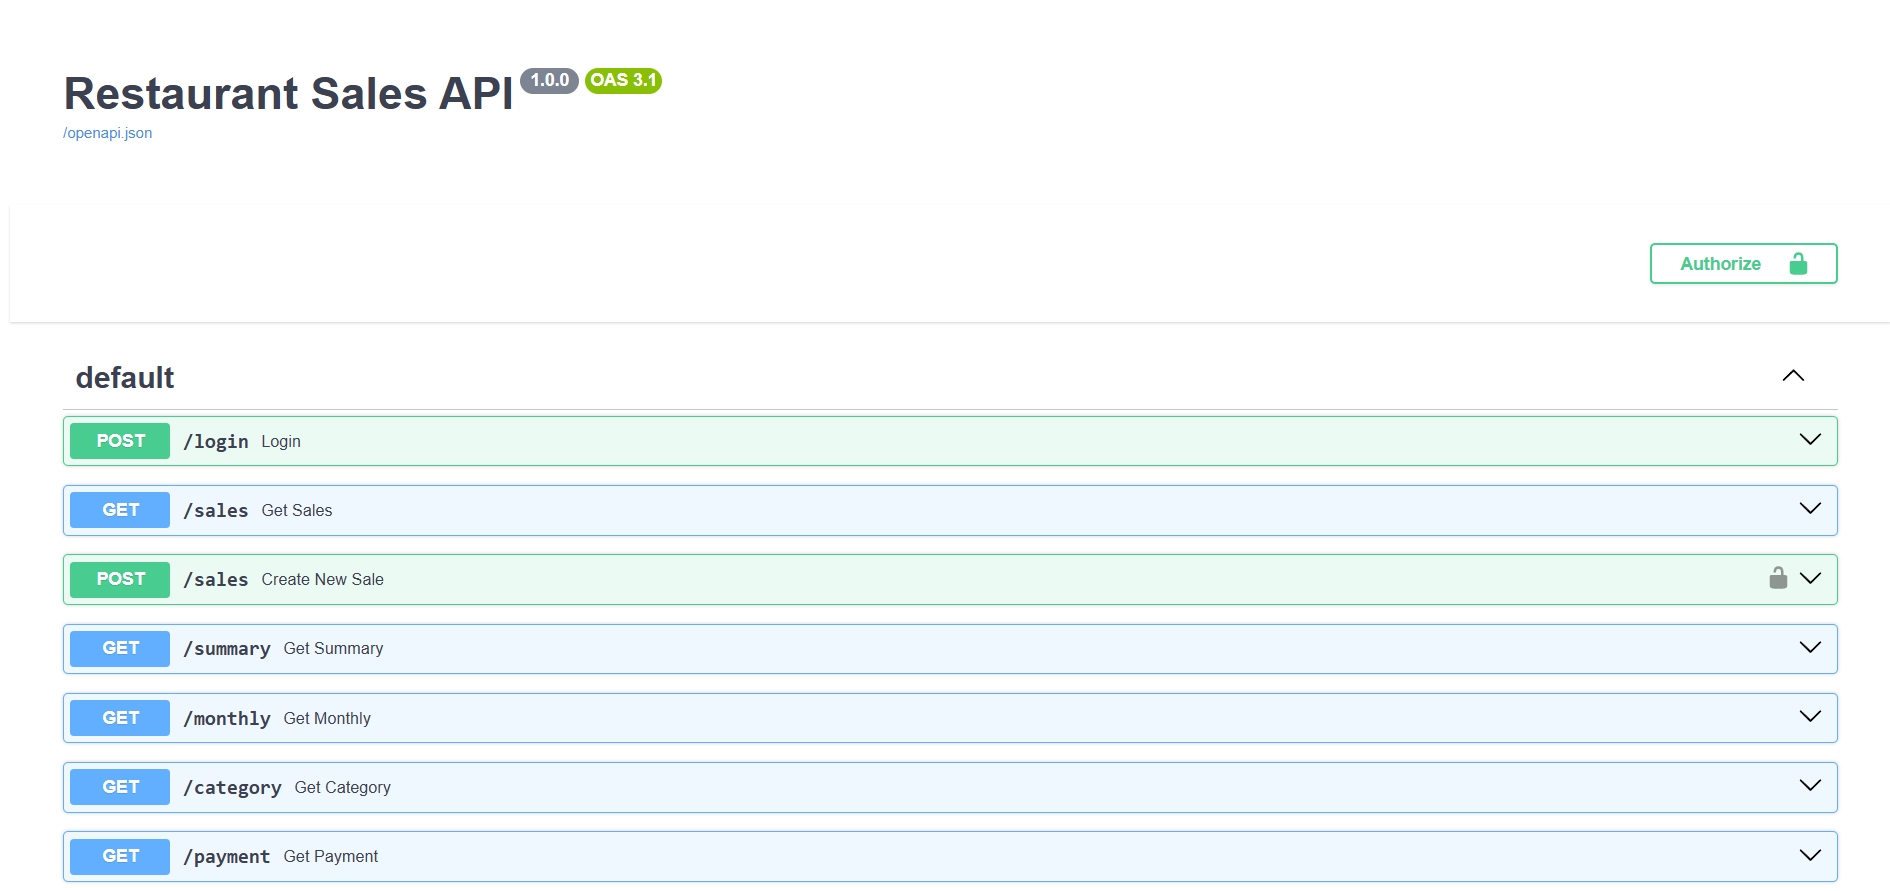 Restaurant Sales API 1.0.0 OAS 3.1
/openapi.json
Authorize
default
POST /login Login
GET /sales Get Sales
POST /sales Create New Sale
GET /summary Get Summary
GET /monthly Get Monthly
GET /category Get Category
GET /payment Get Payment